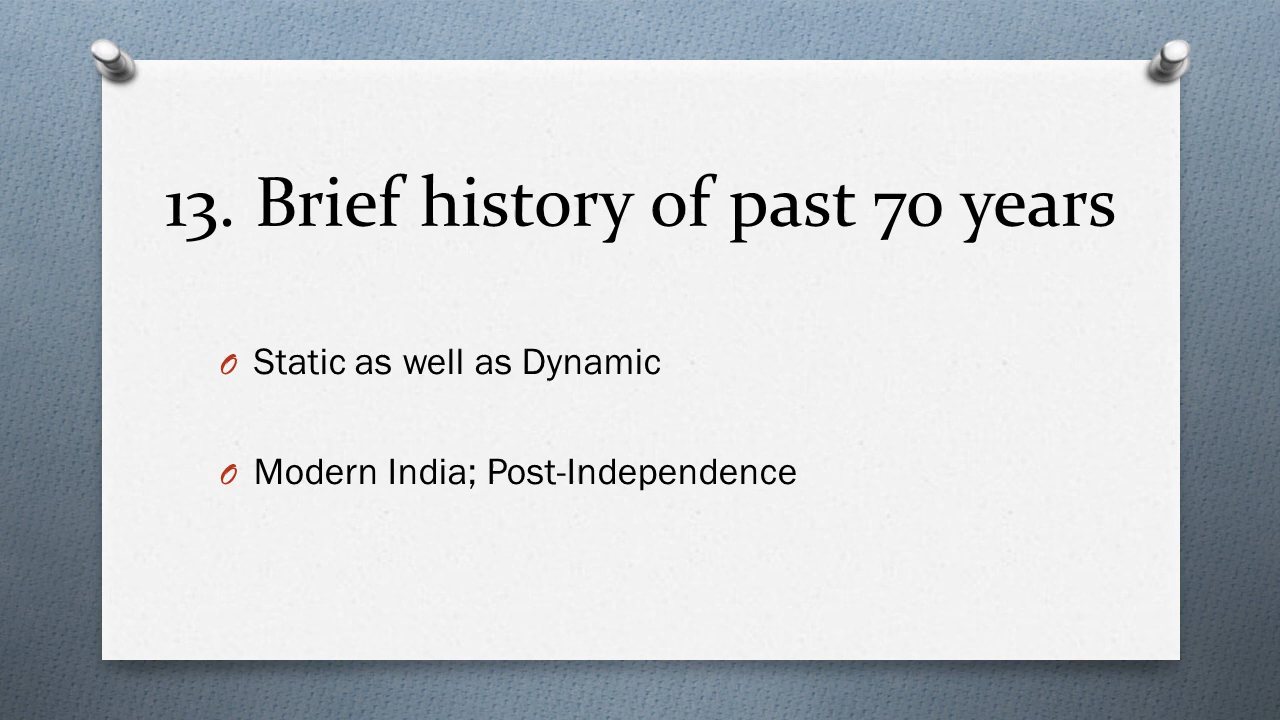 13. Brief history of past 70 years
Static as well as Dynamic
Modern India; Post-Independence